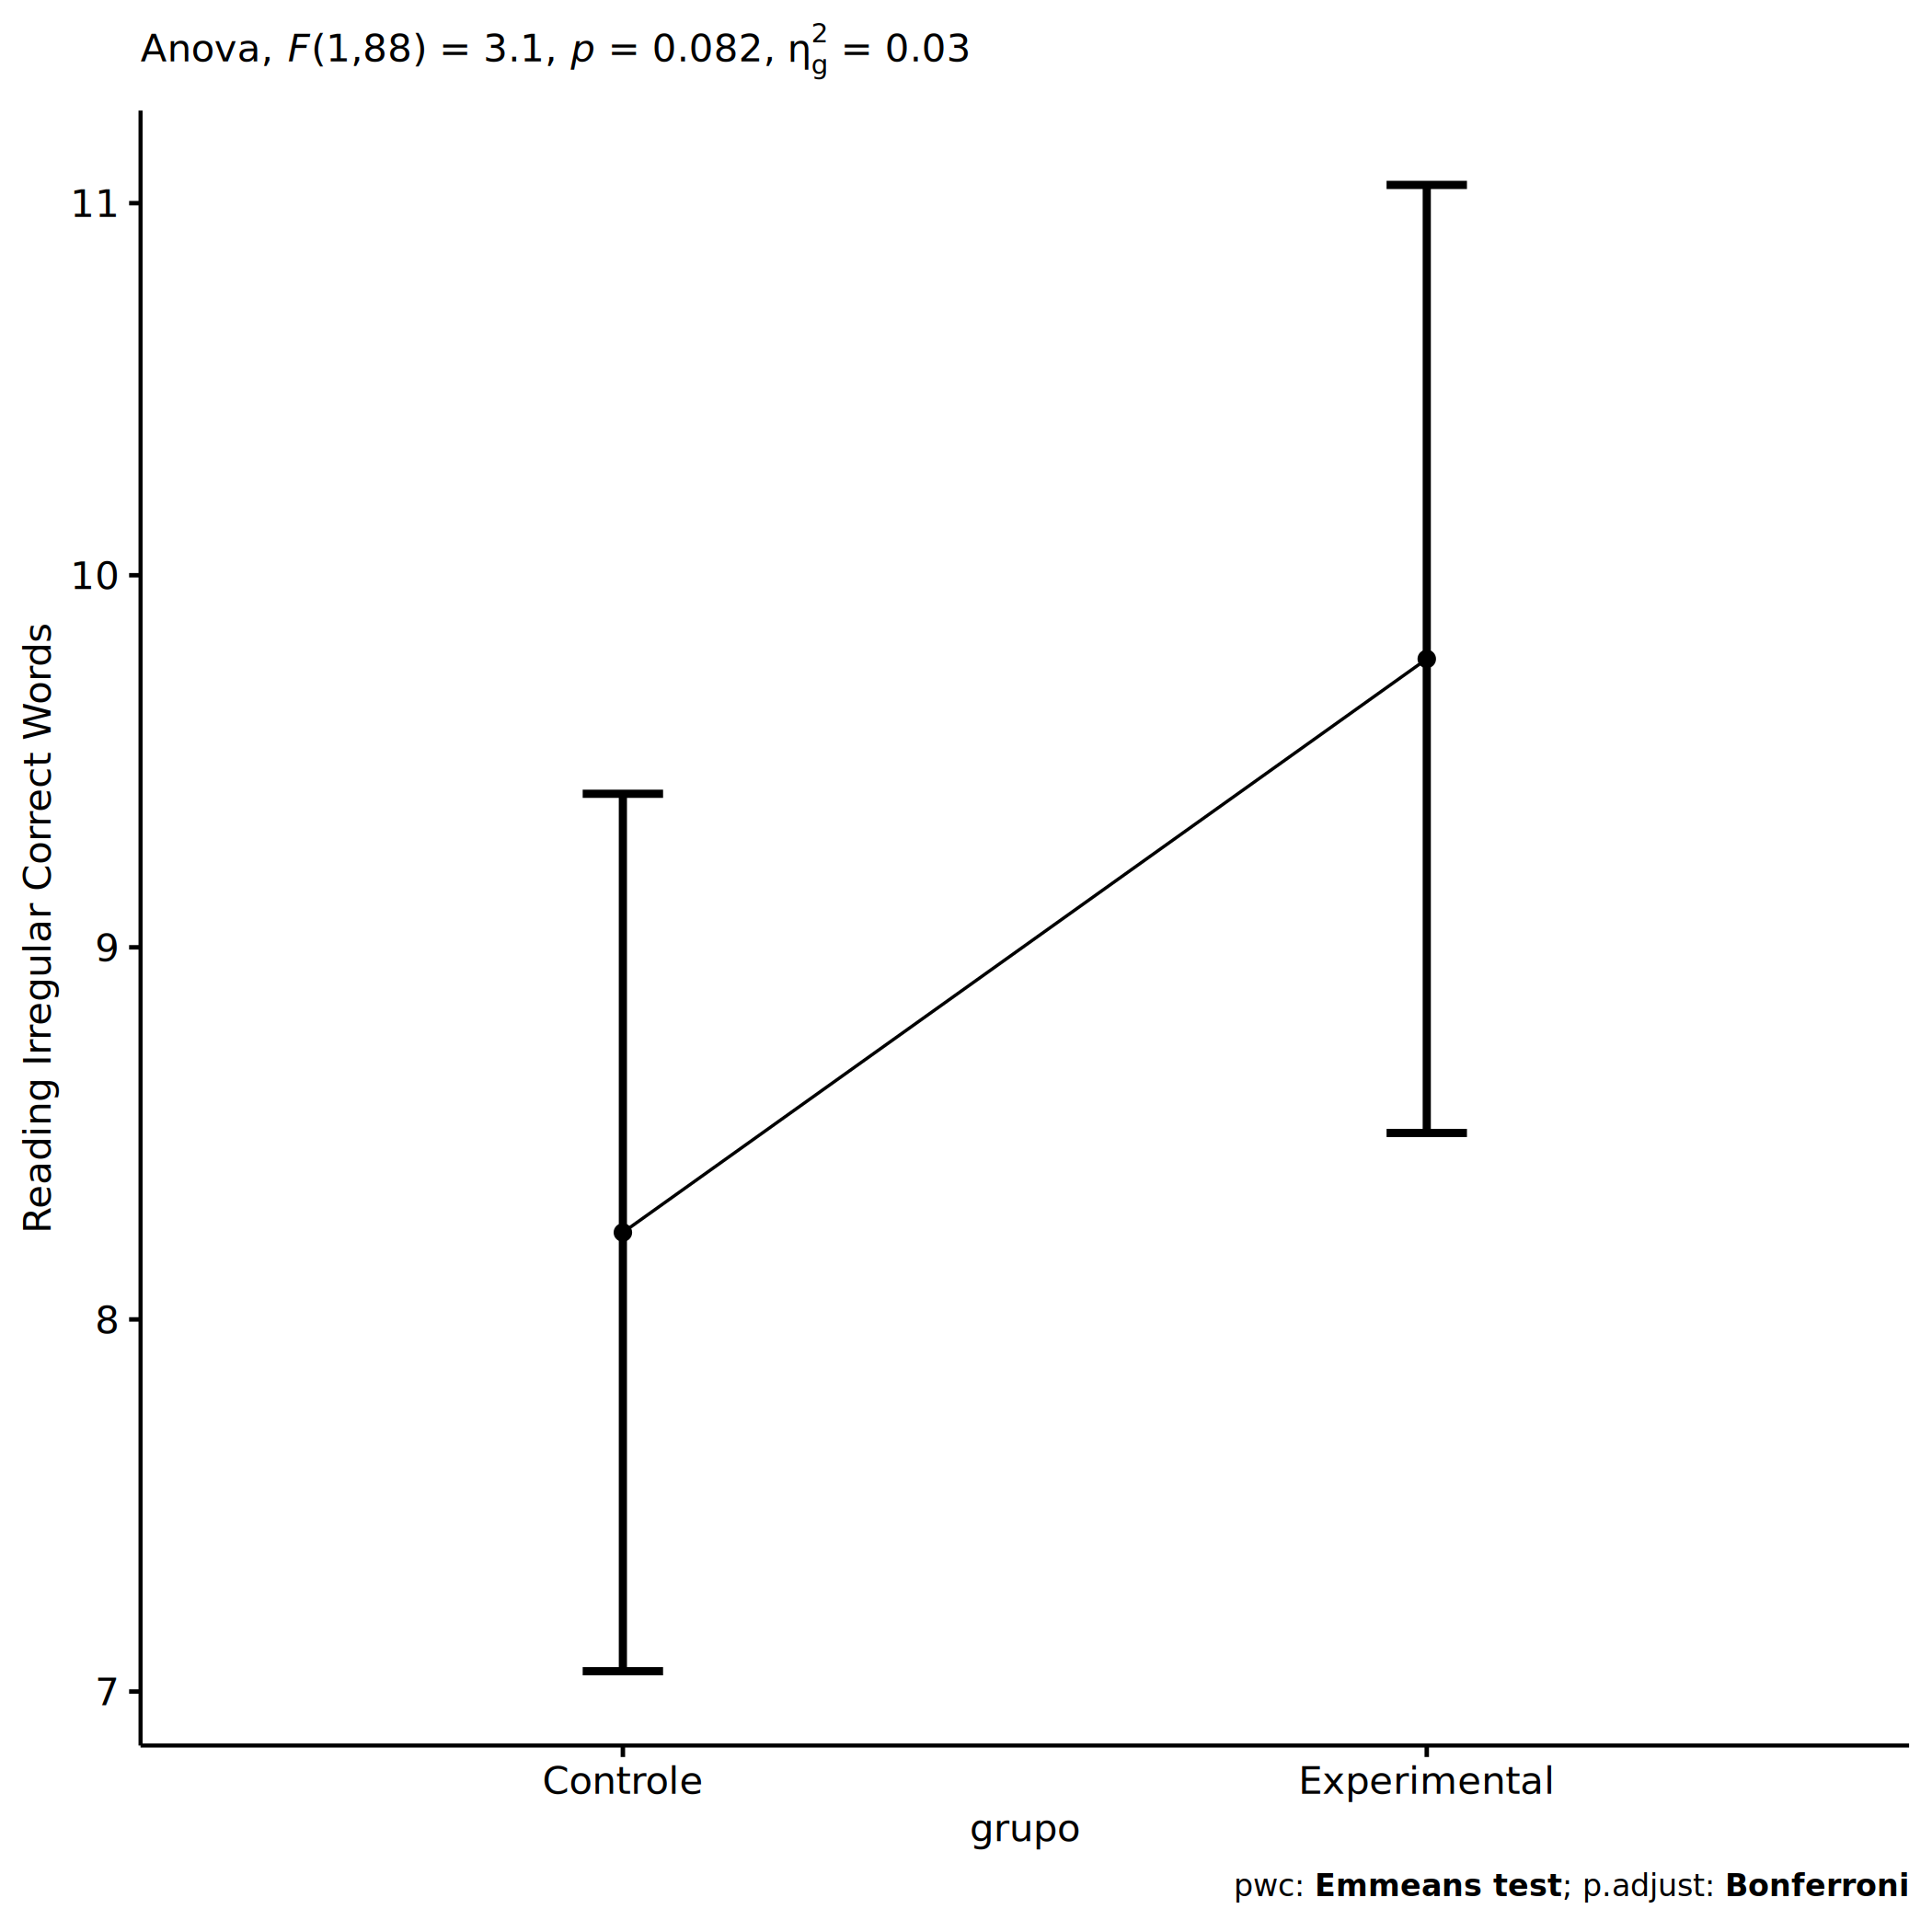 Anova, F(1,88) = 3.1, p = 0.082, η²g = 0.03
Reading Irregular Correct Words
11
10
9
8
7
Controle Experimental
grupo
pwc: Emmeans test; p.adjust: Bonferroni